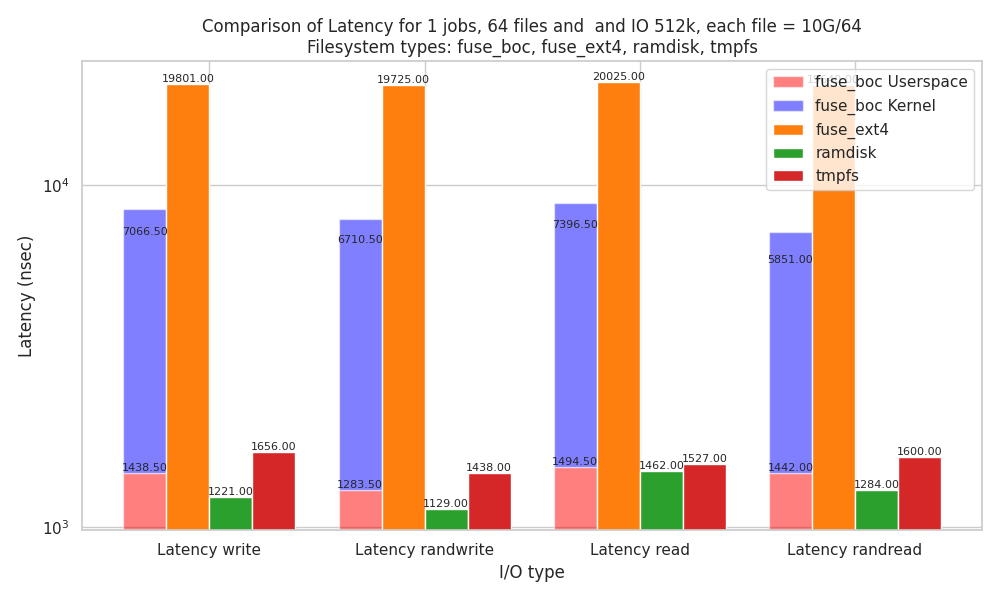 Comparison of Latency for 1 jobs, 64 files and  and IO 512k, each file = 10G/64
Filesystem types: fuse_boc, fuse_ext4, ramdisk, tmpfs
fuse_boc Userspace
fuse_boc Kernel
fuse_ext4
ramdisk
tmpfs
Latency (nsec)
10⁴
10³
19801.00
19725.00
20025.00
7066.50
6710.50
7396.50
5851.00
1438.50
1221.00
1656.00
1283.50
1129.00
1438.00
1494.50
1462.00
1527.00
1442.00
1284.00
1600.00
Latency write
Latency randwrite
Latency read
Latency randread
I/O type